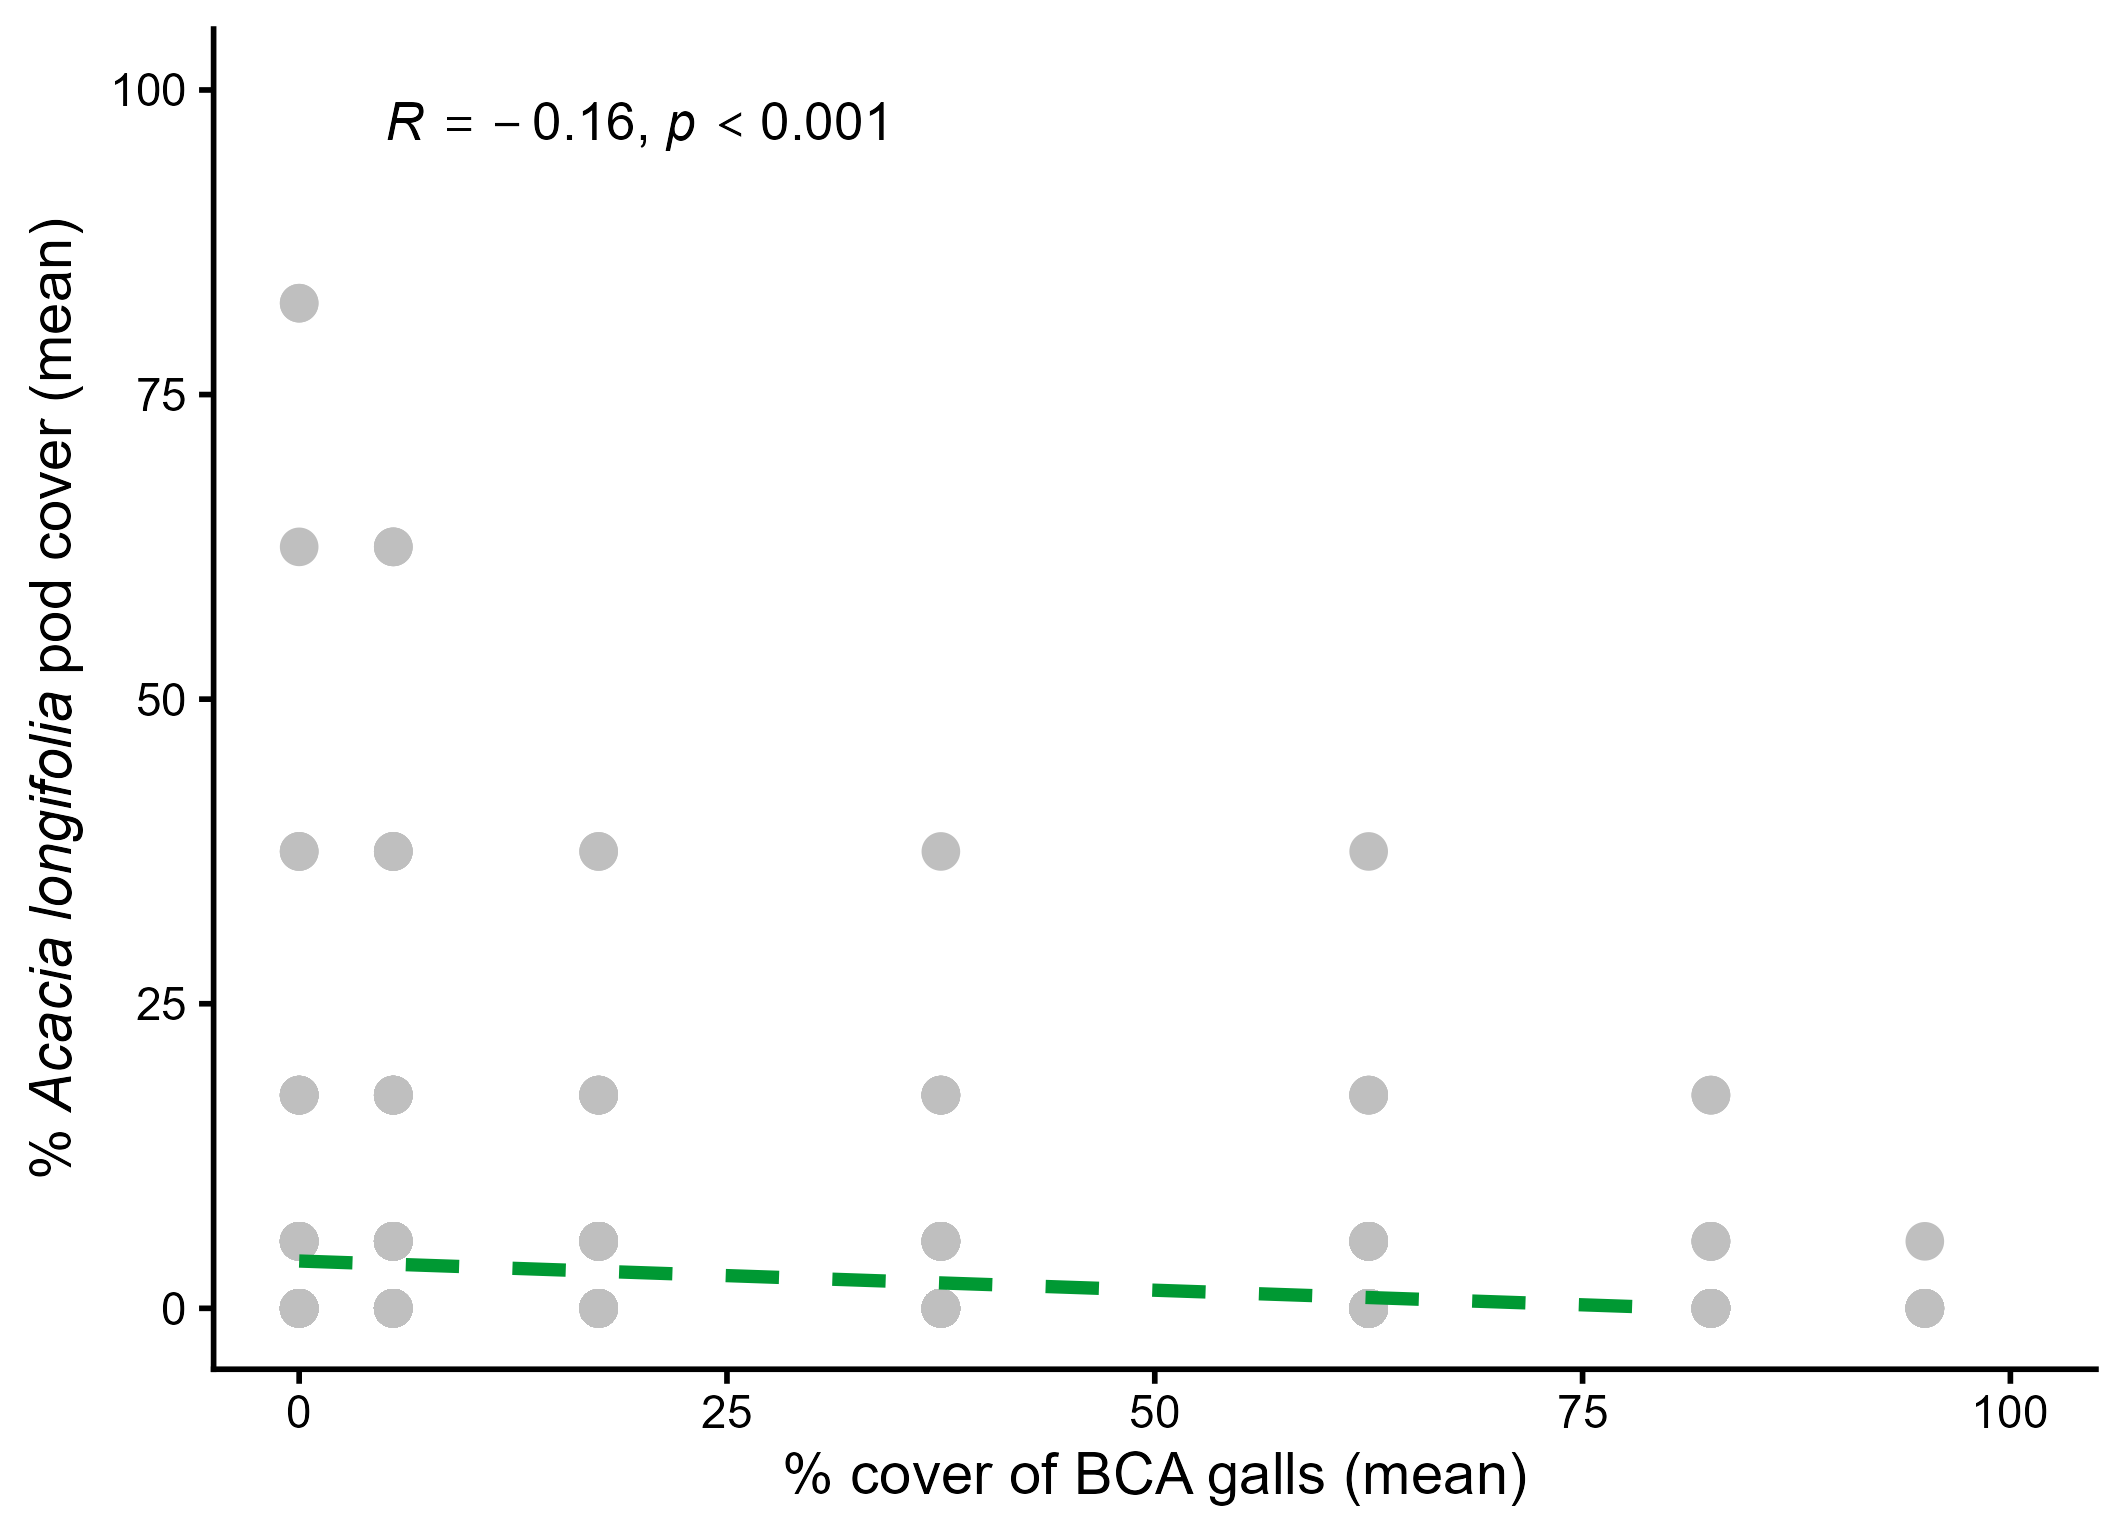 R = − 0.16, p < 0.001
100
75
50
25
0
% Acacia longifolia pod cover (mean)
0 25 50 75 100
% cover of BCA galls (mean)